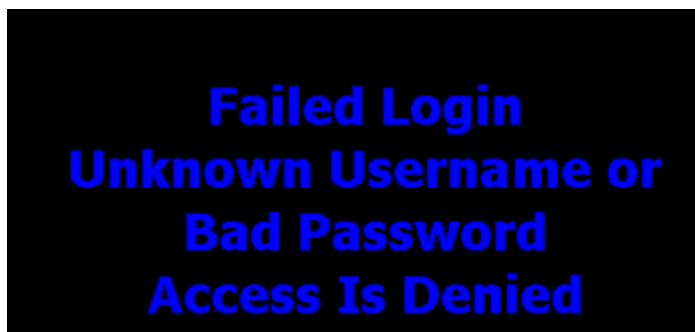 Failed Login
Unknown Username or
Bad Password
Access Is Denied